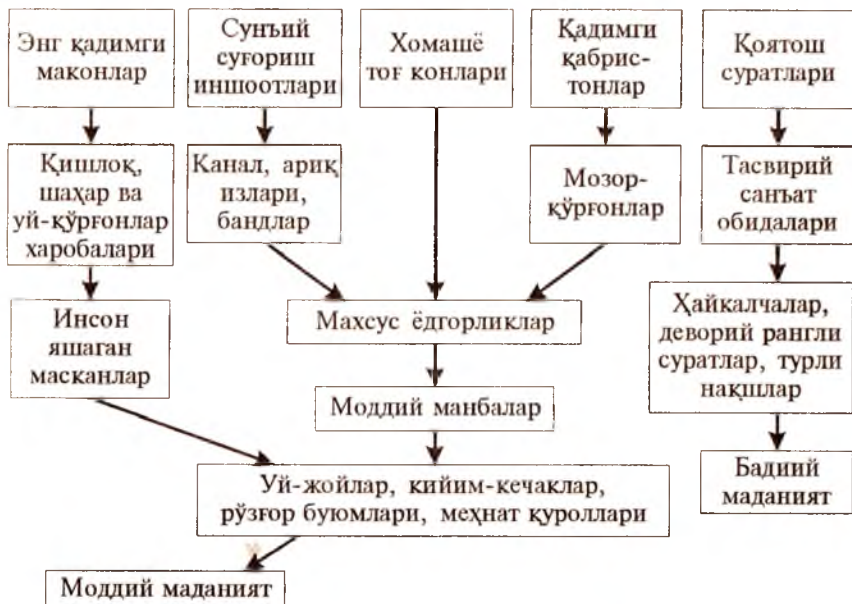 Энг қадимги
маконлар
Сунъий
суғориш
иншоотлари
Хомашё
тоғ конлари
Қадимги
қабрис-
тонлар
Қоятош
суратлари
Қишлоқ,
шаҳар ва
уй-қўрғонлар
харобалари
Канал, ариқ
излари,
бандлар
Мозор-
қўрғонлар
Тасвирий
санъат
обидалари
Инсон
яшаган
масканлар
Махсус ёдгорликлар
Ҳайкалчалар,
деворий рангли
суратлар, турли
нақшлар
Моддий манбалар
Уй-жойлар, кийим-кечаклар,
рўзғор буюмлари, меҳнат қуроллари
Бадиий
маданият
Моддий маданият